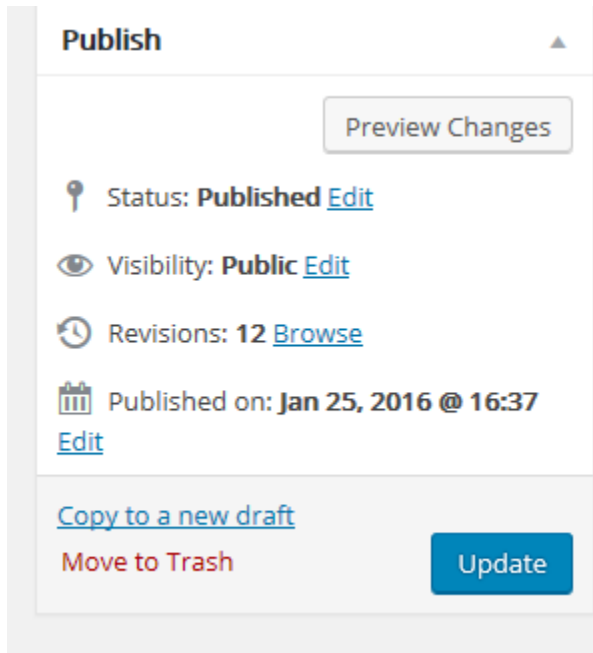 Publish
Preview Changes
Status: Published Edit
Visibility: Public Edit
Revisions: 12 Browse
Published on: Jan 25, 2016 @ 16:37
Edit
Copy to a new draft
Move to Trash
Update